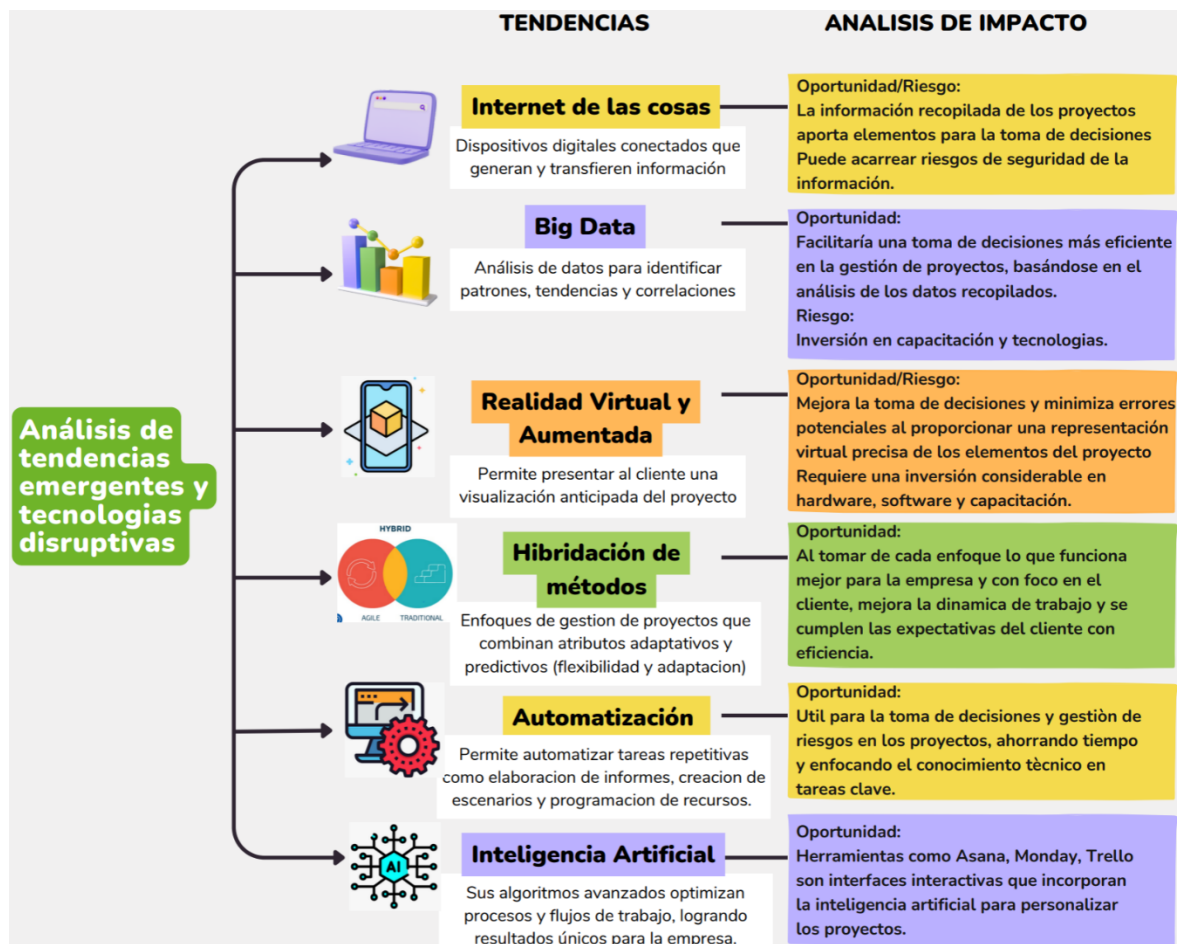 TENDENCIAS
ANALISIS DE IMPACTO
Análisis de
tendencias
emergentes y
tecnologias
disruptivas
Internet de las cosas
Dispositivos digitales conectados que
generan y transfieren información
Oportunidad/Riesgo:
La información recopilada de los proyectos
aporta elementos para la toma de decisiones
Puede acarrear riesgos de seguridad de la
información.
Big Data
Análisis de datos para identificar
patrones, tendencias y correlaciones
Oportunidad:
Facilitaría una toma de decisiones más eficiente
en la gestión de proyectos, basándose en el
análisis de los datos recopilados.
Riesgo:
Inversión en capacitación y tecnologias.
Realidad Virtual y
Aumentada
Permite presentar al cliente una
visualización anticipada del proyecto
Oportunidad/Riesgo:
Mejora la toma de decisiones y minimiza errores
potenciales al proporcionar una representación
virtual precisa de los elementos del proyecto
Requiere una inversión considerable en
hardware, software y capacitación.
HYBRID
AGILE
TRADITIONAL
Hibridación de
métodos
Enfoques de gestion de proyectos que
combinan atributos adaptativos y
predictivos (flexibilidad y adaptacion)
Oportunidad:
Al tomar de cada enfoque lo que funciona
mejor para la empresa y con foco en el
cliente, mejora la dinamica de trabajo y se
cumplen las expectativas del cliente con
eficiencia.
Automatización
Permite automatizar tareas repetitivas
como elaboracion de informes, creacion de
escenarios y programacion de recursos.
Oportunidad:
Util para la toma de decisiones y gestiòn de
riesgos en los proyectos, ahorrando tiempo
y enfocando el conocimiento tècnico en
tareas clave.
AI
Inteligencia Artificial
Sus algoritmos avanzados optimizan
procesos y flujos de trabajo, logrando
resultados únicos para la empresa.
Oportunidad:
Herramientas como Asana, Monday, Trello
son interfaces interactivas que incorporan
la inteligencia artificial para personalizar
los proyectos.